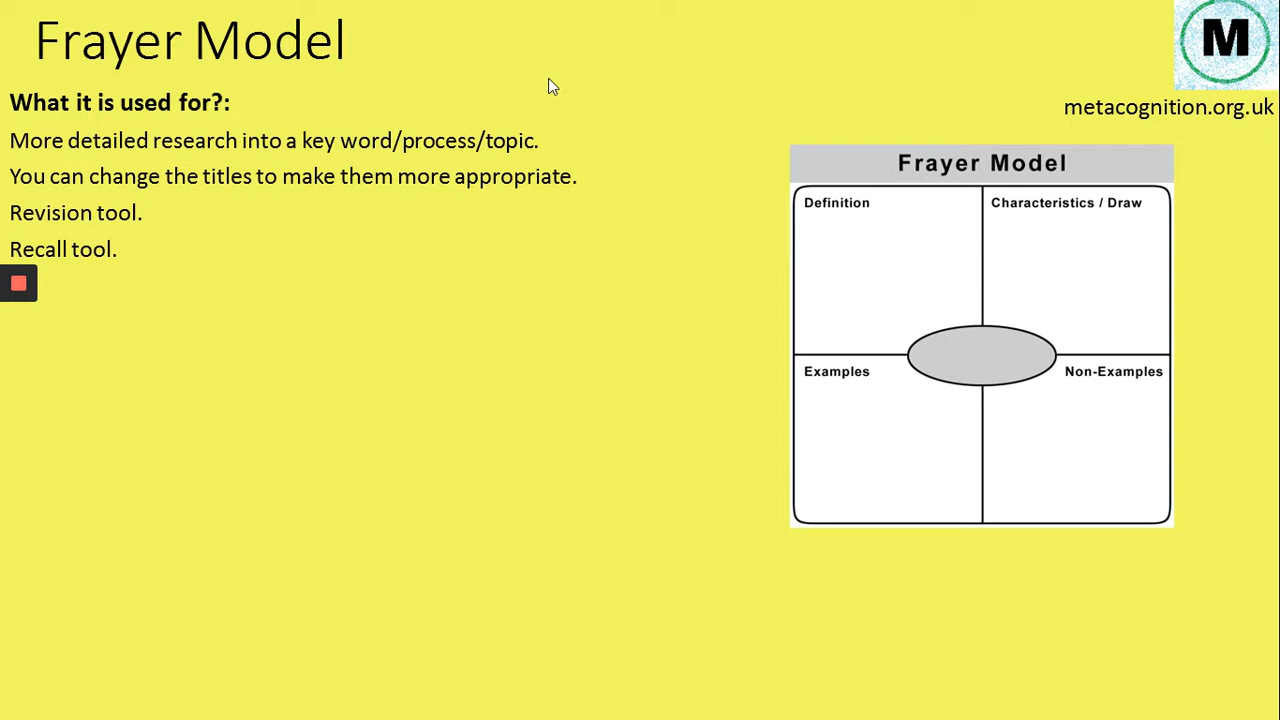 Frayer Model
M
metacognition.org.uk
What it is used for?:
More detailed research into a key word/process/topic.
You can change the titles to make them more appropriate.
Revision tool.
Recall tool.
Frayer Model
Definition
Characteristics / Draw
Examples
Non-Examples